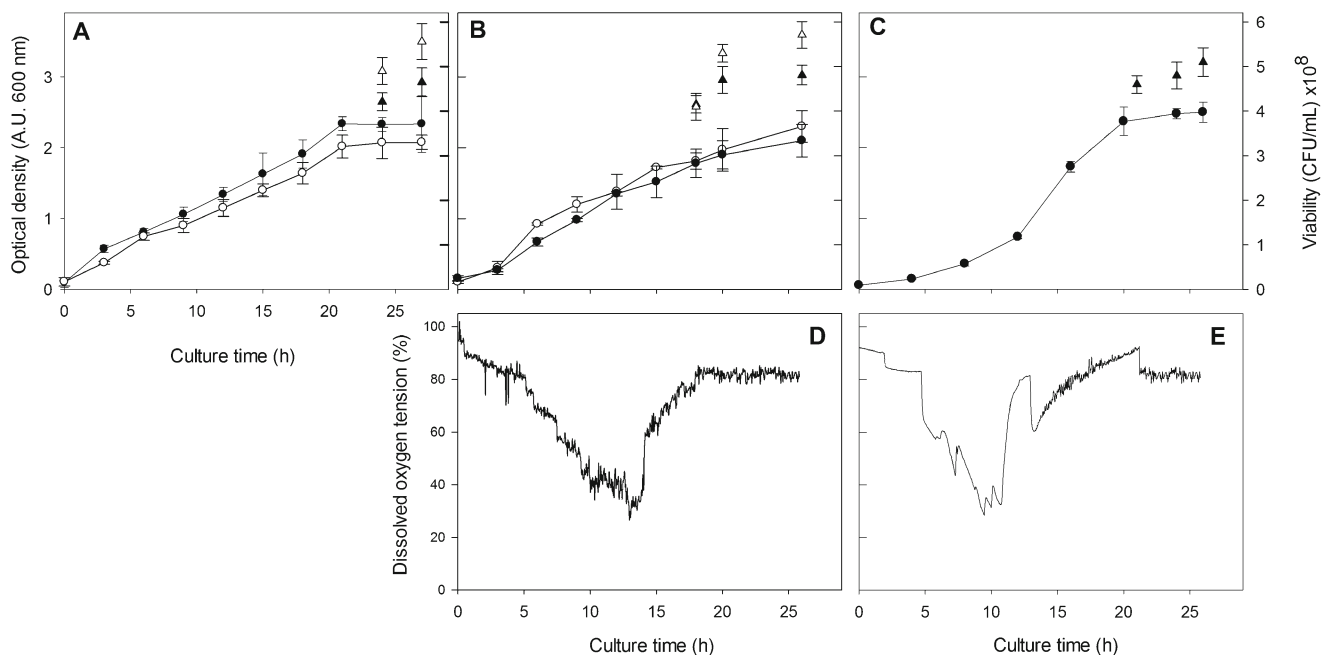 A
B
C
Optical density (A.U. 600 nm)
3
2
1
0
0 5 10 15 20 25
Culture time (h)
6
5
4
3
2
1
0
Viability (CFU/mL) x10⁸
D
E
Dissolved oxygen tension (%)
100
80
60
40
20
0
0 5 10 15 20 25
0 5 10 15 20 25
Culture time (h)
Culture time (h)